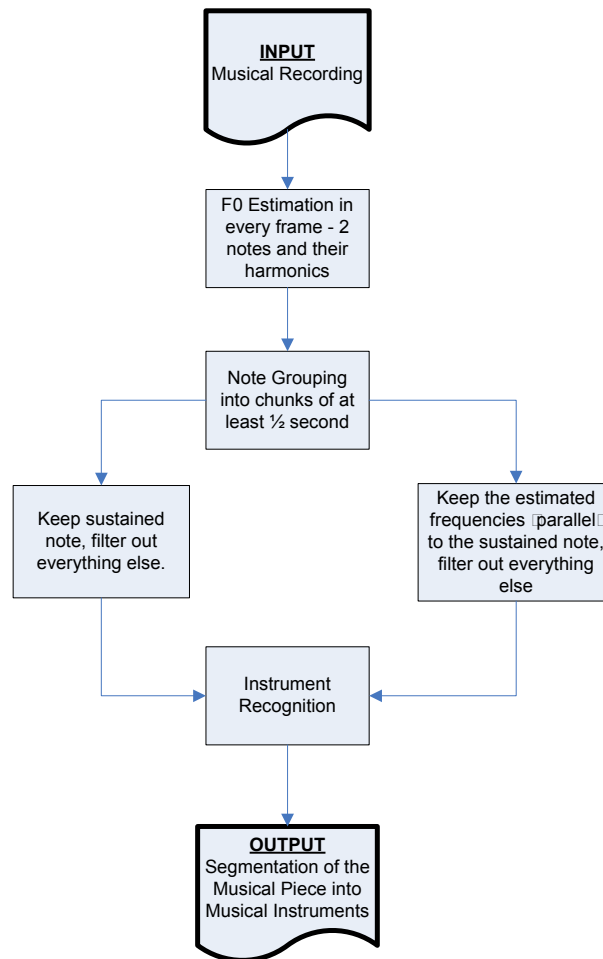 INPUT
Musical Recording
F0 Estimation in
every frame - 2
notes and their
harmonics
Note Grouping
into chunks of at
least ½ second
Keep sustained
note, filter out
everything else.
Keep the estimated
frequencies □parallel□
to the sustained note,
filter out everything
else
Instrument
Recognition
OUTPUT
Segmentation of the
Musical Piece into
Musical Instruments